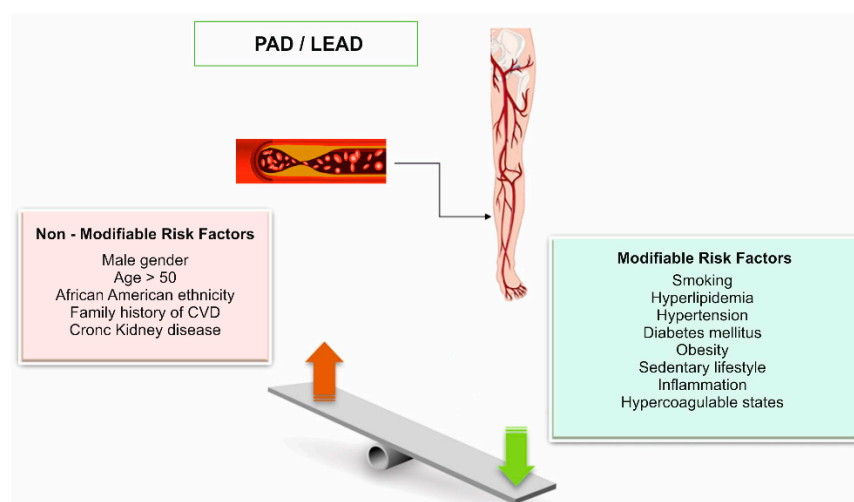 PAD / LEAD
Non - Modifiable Risk Factors
Male gender
Age > 50
African American ethnicity
Family history of CVD
Cronc Kidney disease
Modifiable Risk Factors
Smoking
Hyperlipidemia
Hypertension
Diabetes mellitus
Obesity
Sedentary lifestyle
Inflammation
Hypercoagulable states